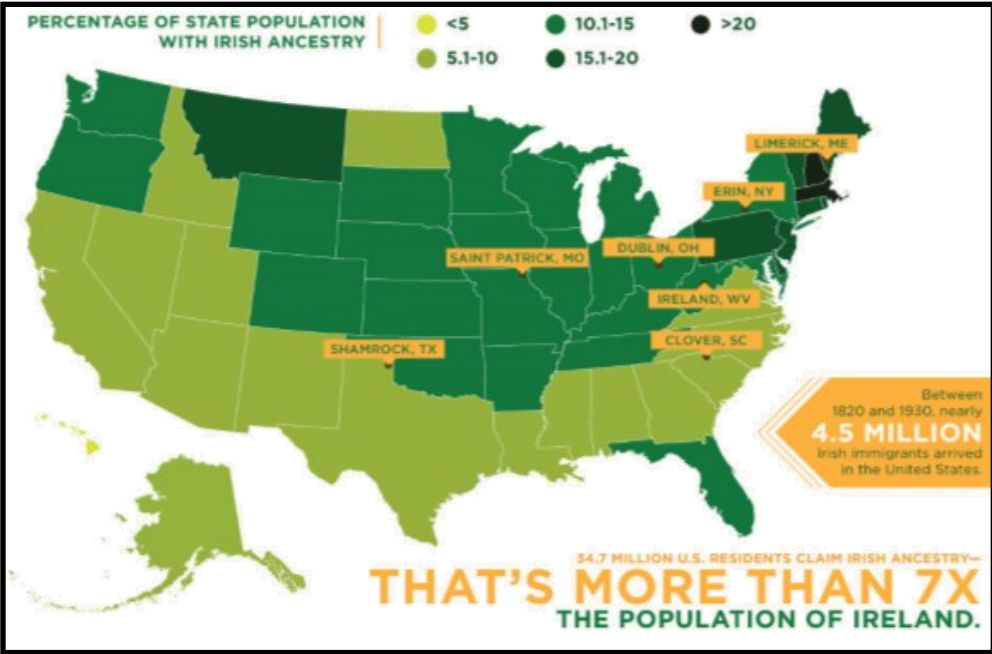 PERCENTAGE OF STATE POPULATION
WITH IRISH ANCESTRY
<5
10.1-15
>20
5.1-10
15.1-20
LIMERICK, ME
ERIN, NY
DUBLIN, OH
SAINT PATRICK, MO
IRELAND, WV
CLOVER, SC
SHAMROCK, TX
Between
1820 and 1930, nearly
4.5 MILLION
Irish immigrants arrived
in the United States.
34.7 MILLION U.S. RESIDENTS CLAIM IRISH ANCESTRY—
THAT'S MORE THAN 7X
THE POPULATION OF IRELAND.